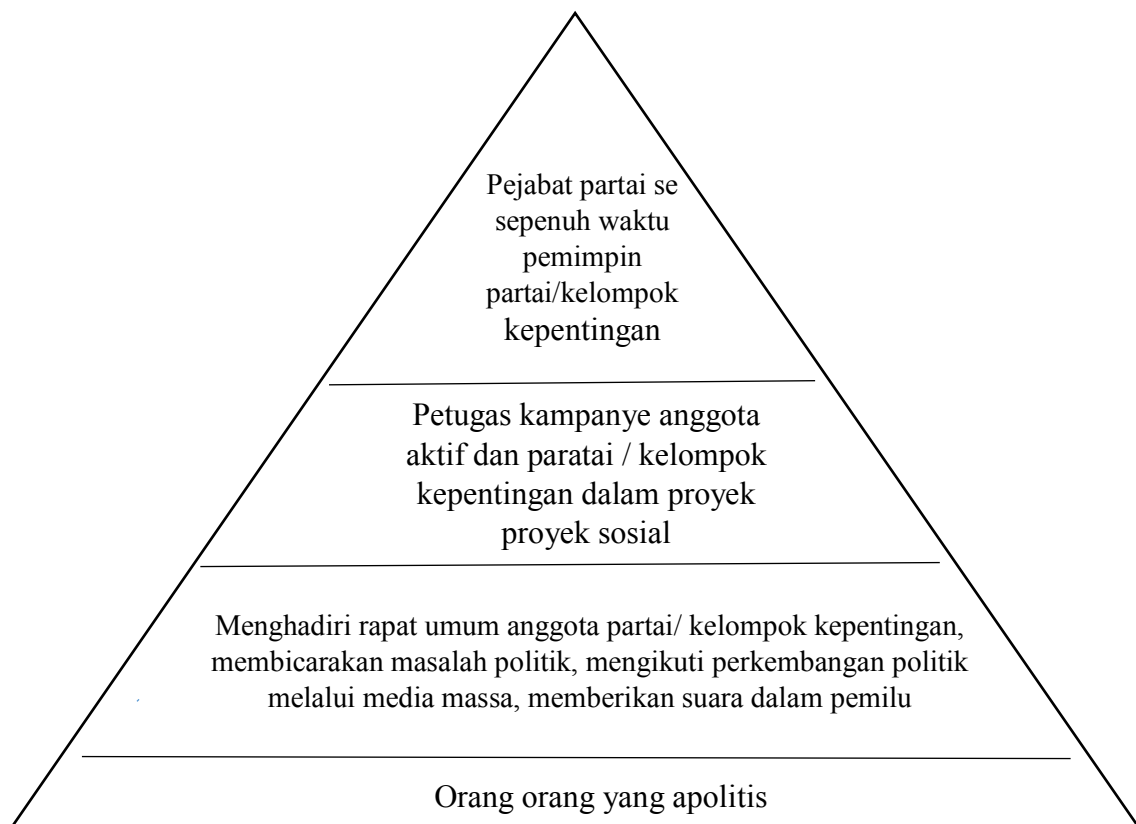 Pejabat partai se
sepenuh waktu
pemimpin
partai/kelompok
kepentingan
Petugas kampanye anggota
aktif dan paratai / kelompok
kepentingan dalam proyek
proyek sosial
Menghadiri rapat umum anggota partai/ kelompok kepentingan,
membicarakan masalah politik, mengikuti perkembangan politik
melalui media massa, memberikan suara dalam pemilu
Orang orang yang apolitis